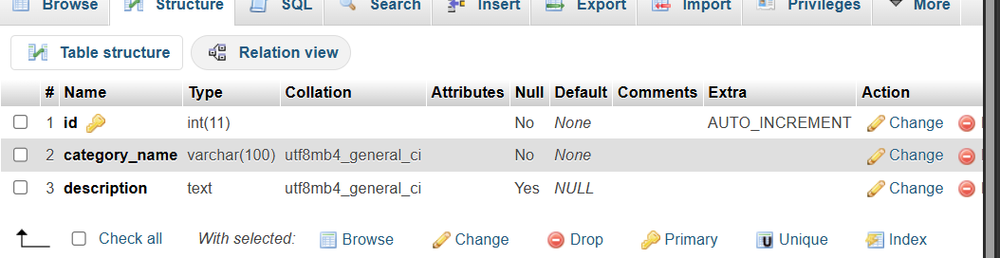 Browse Structure SQL Search Insert Export Import Privileges More
Table structure Relation view
# Name Type Collation Attributes Null Default Comments Extra Action
1 id int(11) No None AUTO_INCREMENT Change
2 category_name varchar(100) utf8mb4_general_ci No None Change
3 description text utf8mb4_general_ci Yes NULL Change
Check all With selected: Browse Change Drop Primary Unique Index